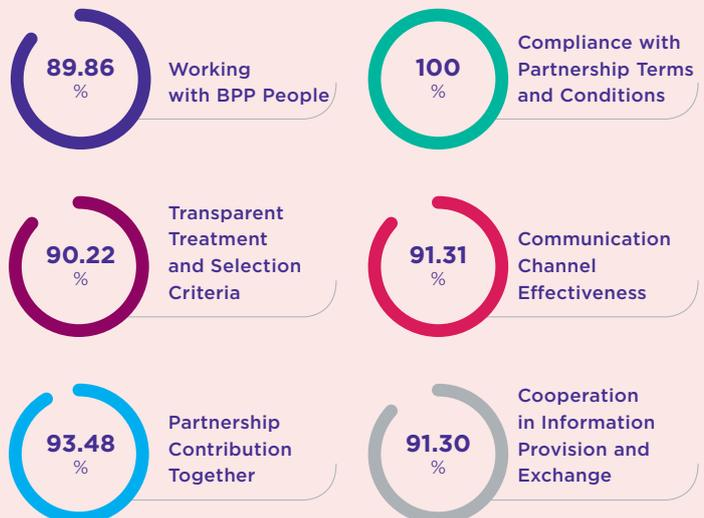 89.86
%
Working
with BPP People
100
%
Compliance with
Partnership Terms
and Conditions
90.22
%
Transparent
Treatment
and Selection
Criteria
91.31
%
Communication
Channel
Effectiveness
93.48
%
Partnership
Contribution
Together
91.30
%
Cooperation
in Information
Provision and
Exchange